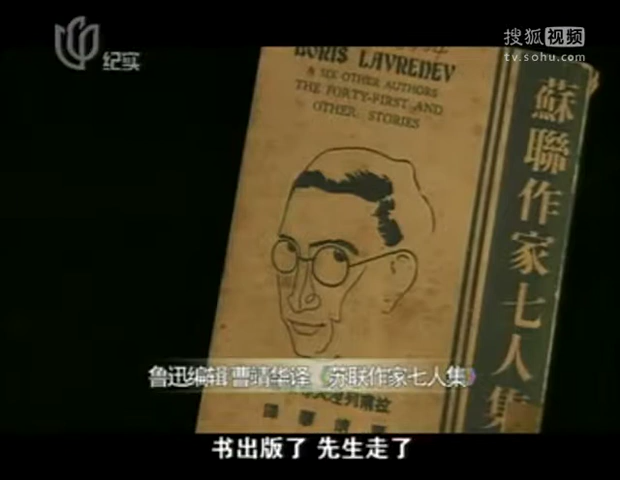 纪实
搜狐视频
tv.sohu.com
BORIS LAVRENEV
& SIX OTHER AUTHORS
THE FORTY-FIRST AND
OTHER STORIES
蘇聯作家七人集
鲁迅编辑 曹靖华译《苏联作家七人集》
书出版了 先生走了